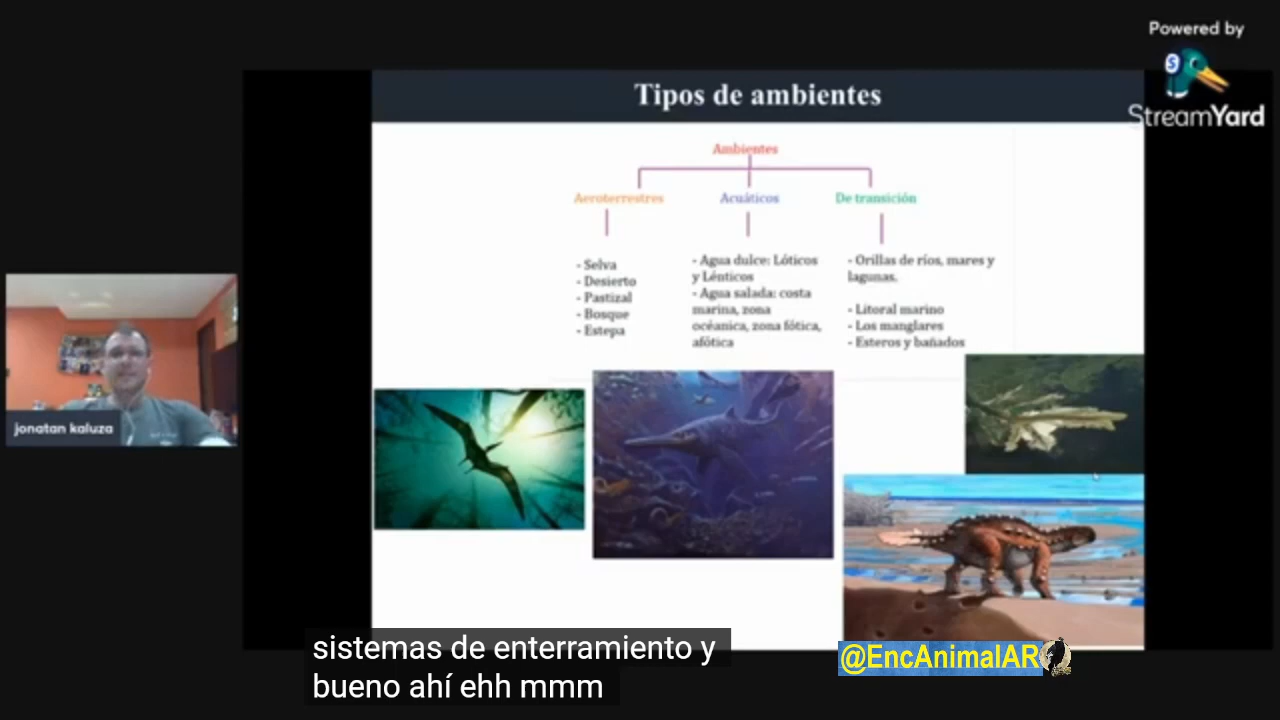 Powered by
StreamYard
Tipos de ambientes
Ambientes
Aeroterrestres
- Selva
- Desierto
- Pastizal
- Bosque
- Estepa
Acuáticos
- Agua dulce: Lóticos
y Lénticos
- Agua salada: costa
marina, zona
océanica, zona fótica,
afótica
De transición
- Orillas de ríos, mares y
lagunas.
- Litoral marino
- Los manglares
- Esteros y bañados
jonatan kaluza
sistemas de enterramiento y
bueno ahí ehh mmm
@EncAnimalAR